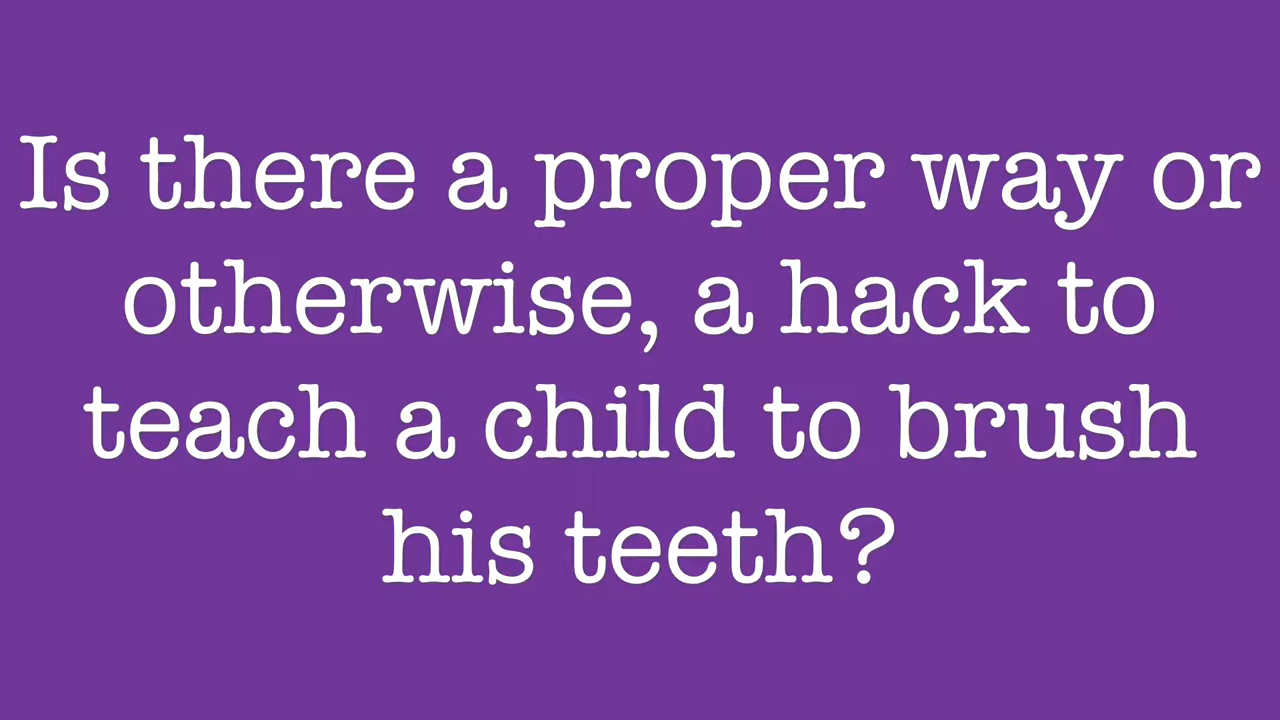 Is there a proper way or
otherwise, a hack to
teach a child to brush
his teeth?